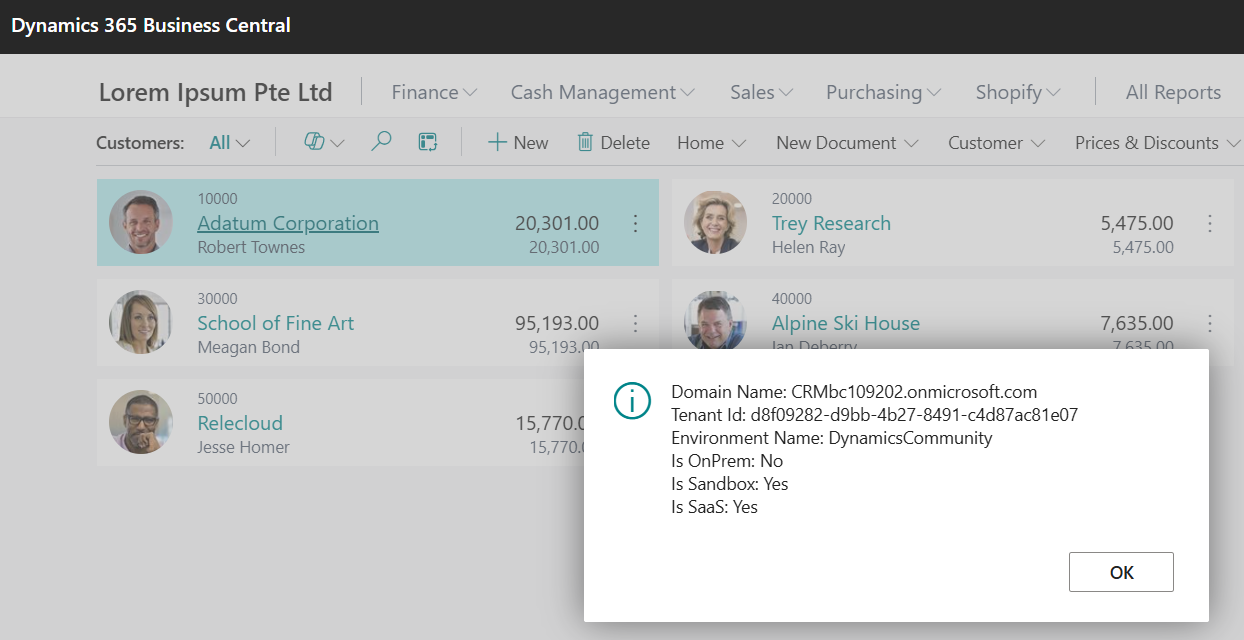 Dynamics 365 Business Central
Lorem Ipsum Pte Ltd Finance Cash Management Sales Purchasing Shopify All Reports
Customers: All New Delete Home New Document Customer Prices & Discounts
10000
Adatum Corporation 20,301.00
Robert Townes 20,301.00
20000
Trey Research 5,475.00
Helen Ray 5,475.00
30000
School of Fine Art 95,193.00
Meagan Bond 95,193.00
40000
Alpine Ski House 7,635.00
Ian Deberry 7,635.00
50000
Relecloud 15,770.0
Jesse Homer 15,770.0
Domain Name: CRMbc109202.onmicrosoft.com
Tenant Id: d8f09282-d9bb-4b27-8491-c4d87ac81e07
Environment Name: DynamicsCommunity
Is OnPrem: No
Is Sandbox: Yes
Is SaaS: Yes
OK